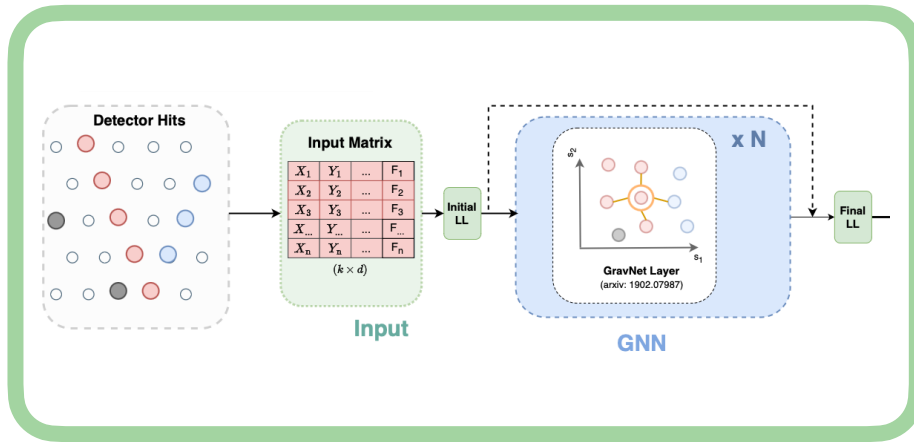 Detector Hits
Input Matrix
X₁ Y₁ ... F₁
X₂ Y₂ ... F₂
X₃ Y₃ ... F₃
X... Y... ... F...
Xₙ Yₙ ... Fₙ
(k × d)
Input
Initial
LL
x N
S₂
S₁
GravNet Layer
(arxiv: 1902.07987)
GNN
Final
LL